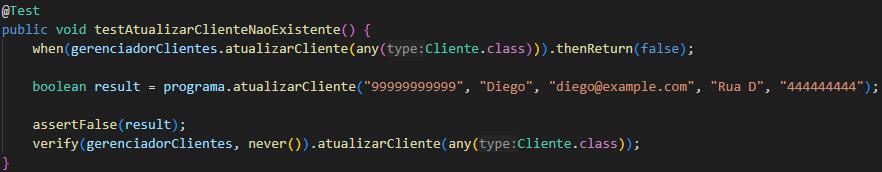 @Test
public void testAtualizarClienteNaoExistente() {
when(gerenciadorClientes.atualizarCliente(any(type:Cliente.class))).thenReturn(false);
boolean result = programa.atualizarCliente("99999999999", "Diego", "diego@example.com", "Rua D", "444444444");
assertFalse(result);
verify(gerenciadorClientes, never()).atualizarCliente(any(type:Cliente.class));
}